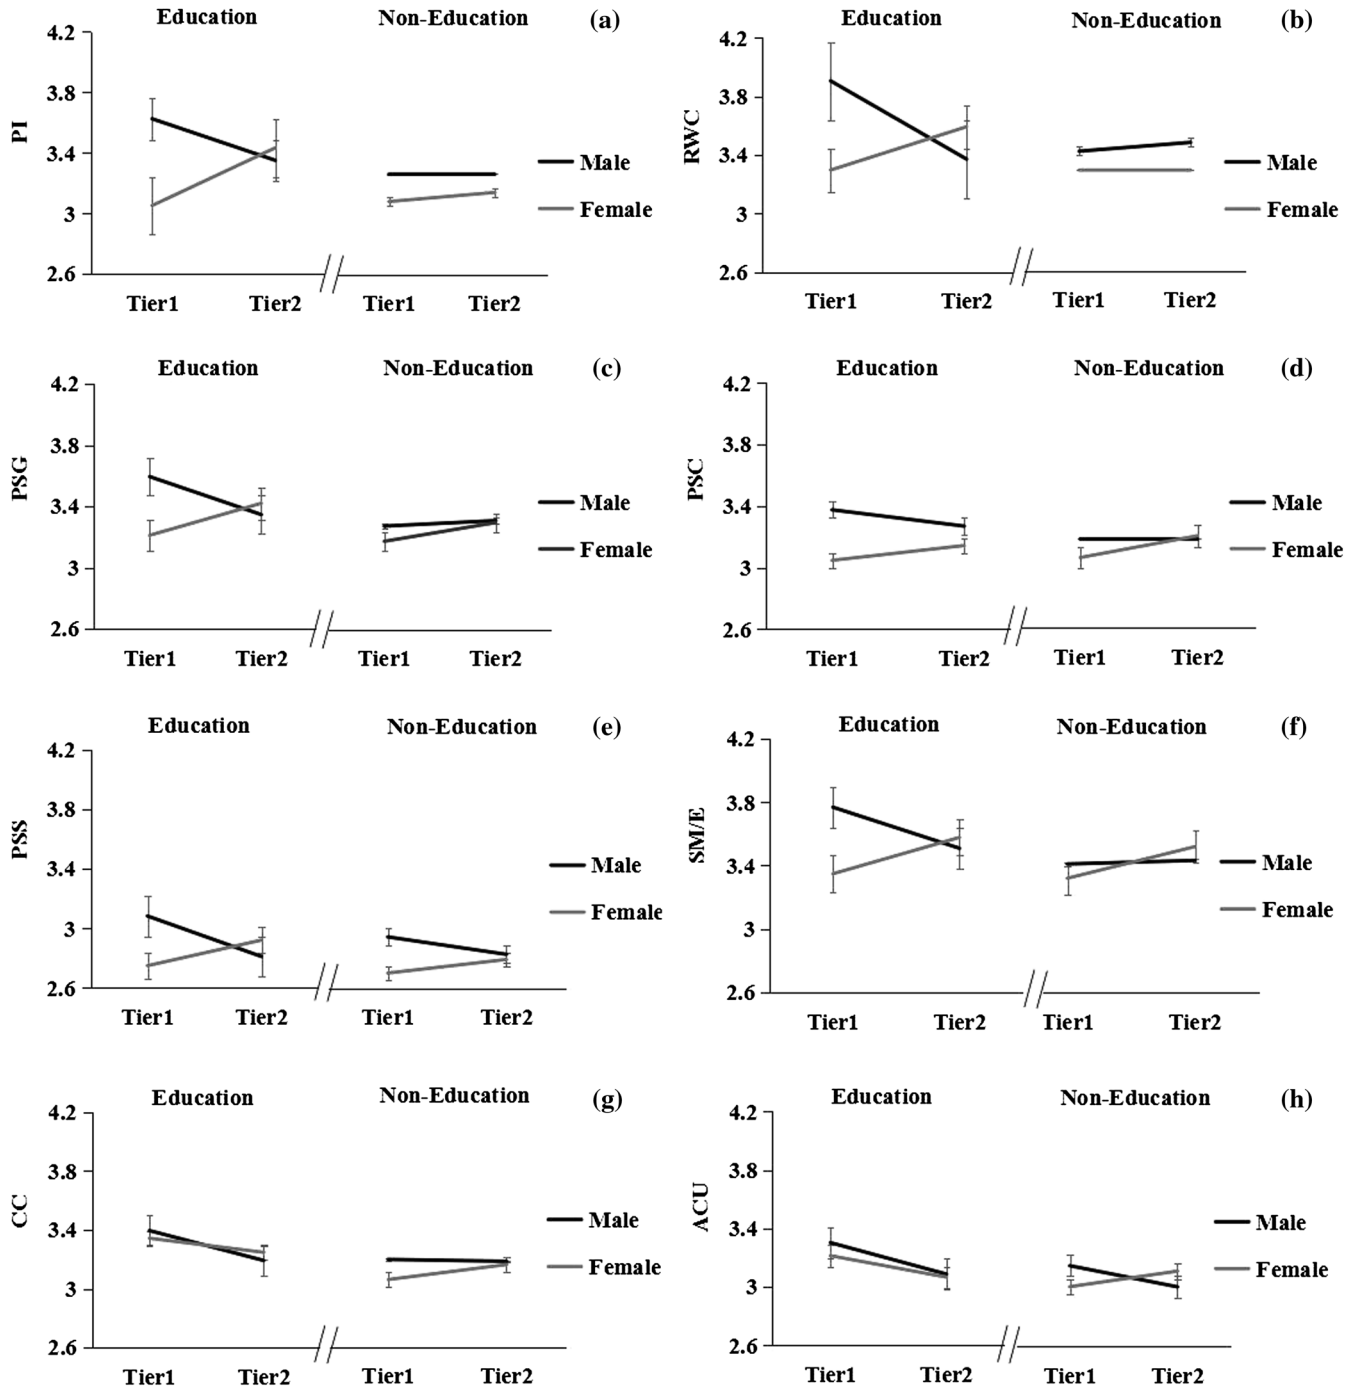 Education Non-Education (a)
4.2
3.8
3.4
3
2.6
PI
Male
Female
Tier1 Tier2 Tier1 Tier2
Education Non-Education (b)
4.2
3.8
3.4
3
2.6
RWC
Male
Female
Tier1 Tier2 Tier1 Tier2
Education Non-Education (c)
4.2
3.8
3.4
3
2.6
PSG
Male
Female
Tier1 Tier2 Tier1 Tier2
Education Non-Education (d)
4.2
3.8
3.4
3
2.6
PSC
Male
Female
Tier1 Tier2 Tier1 Tier2
Education Non-Education (e)
4.2
3.8
3.4
3
2.6
PSS
Male
Female
Tier1 Tier2 Tier1 Tier2
Education Non-Education (f)
4.2
3.8
3.4
3
2.6
SM/E
Male
Female
Tier1 Tier2 Tier1 Tier2
Education Non-Education (g)
4.2
3.8
3.4
3
2.6
CC
Male
Female
Tier1 Tier2 Tier1 Tier2
Education Non-Education (h)
4.2
3.8
3.4
3
2.6
ACU
Male
Female
Tier1 Tier2 Tier1 Tier2